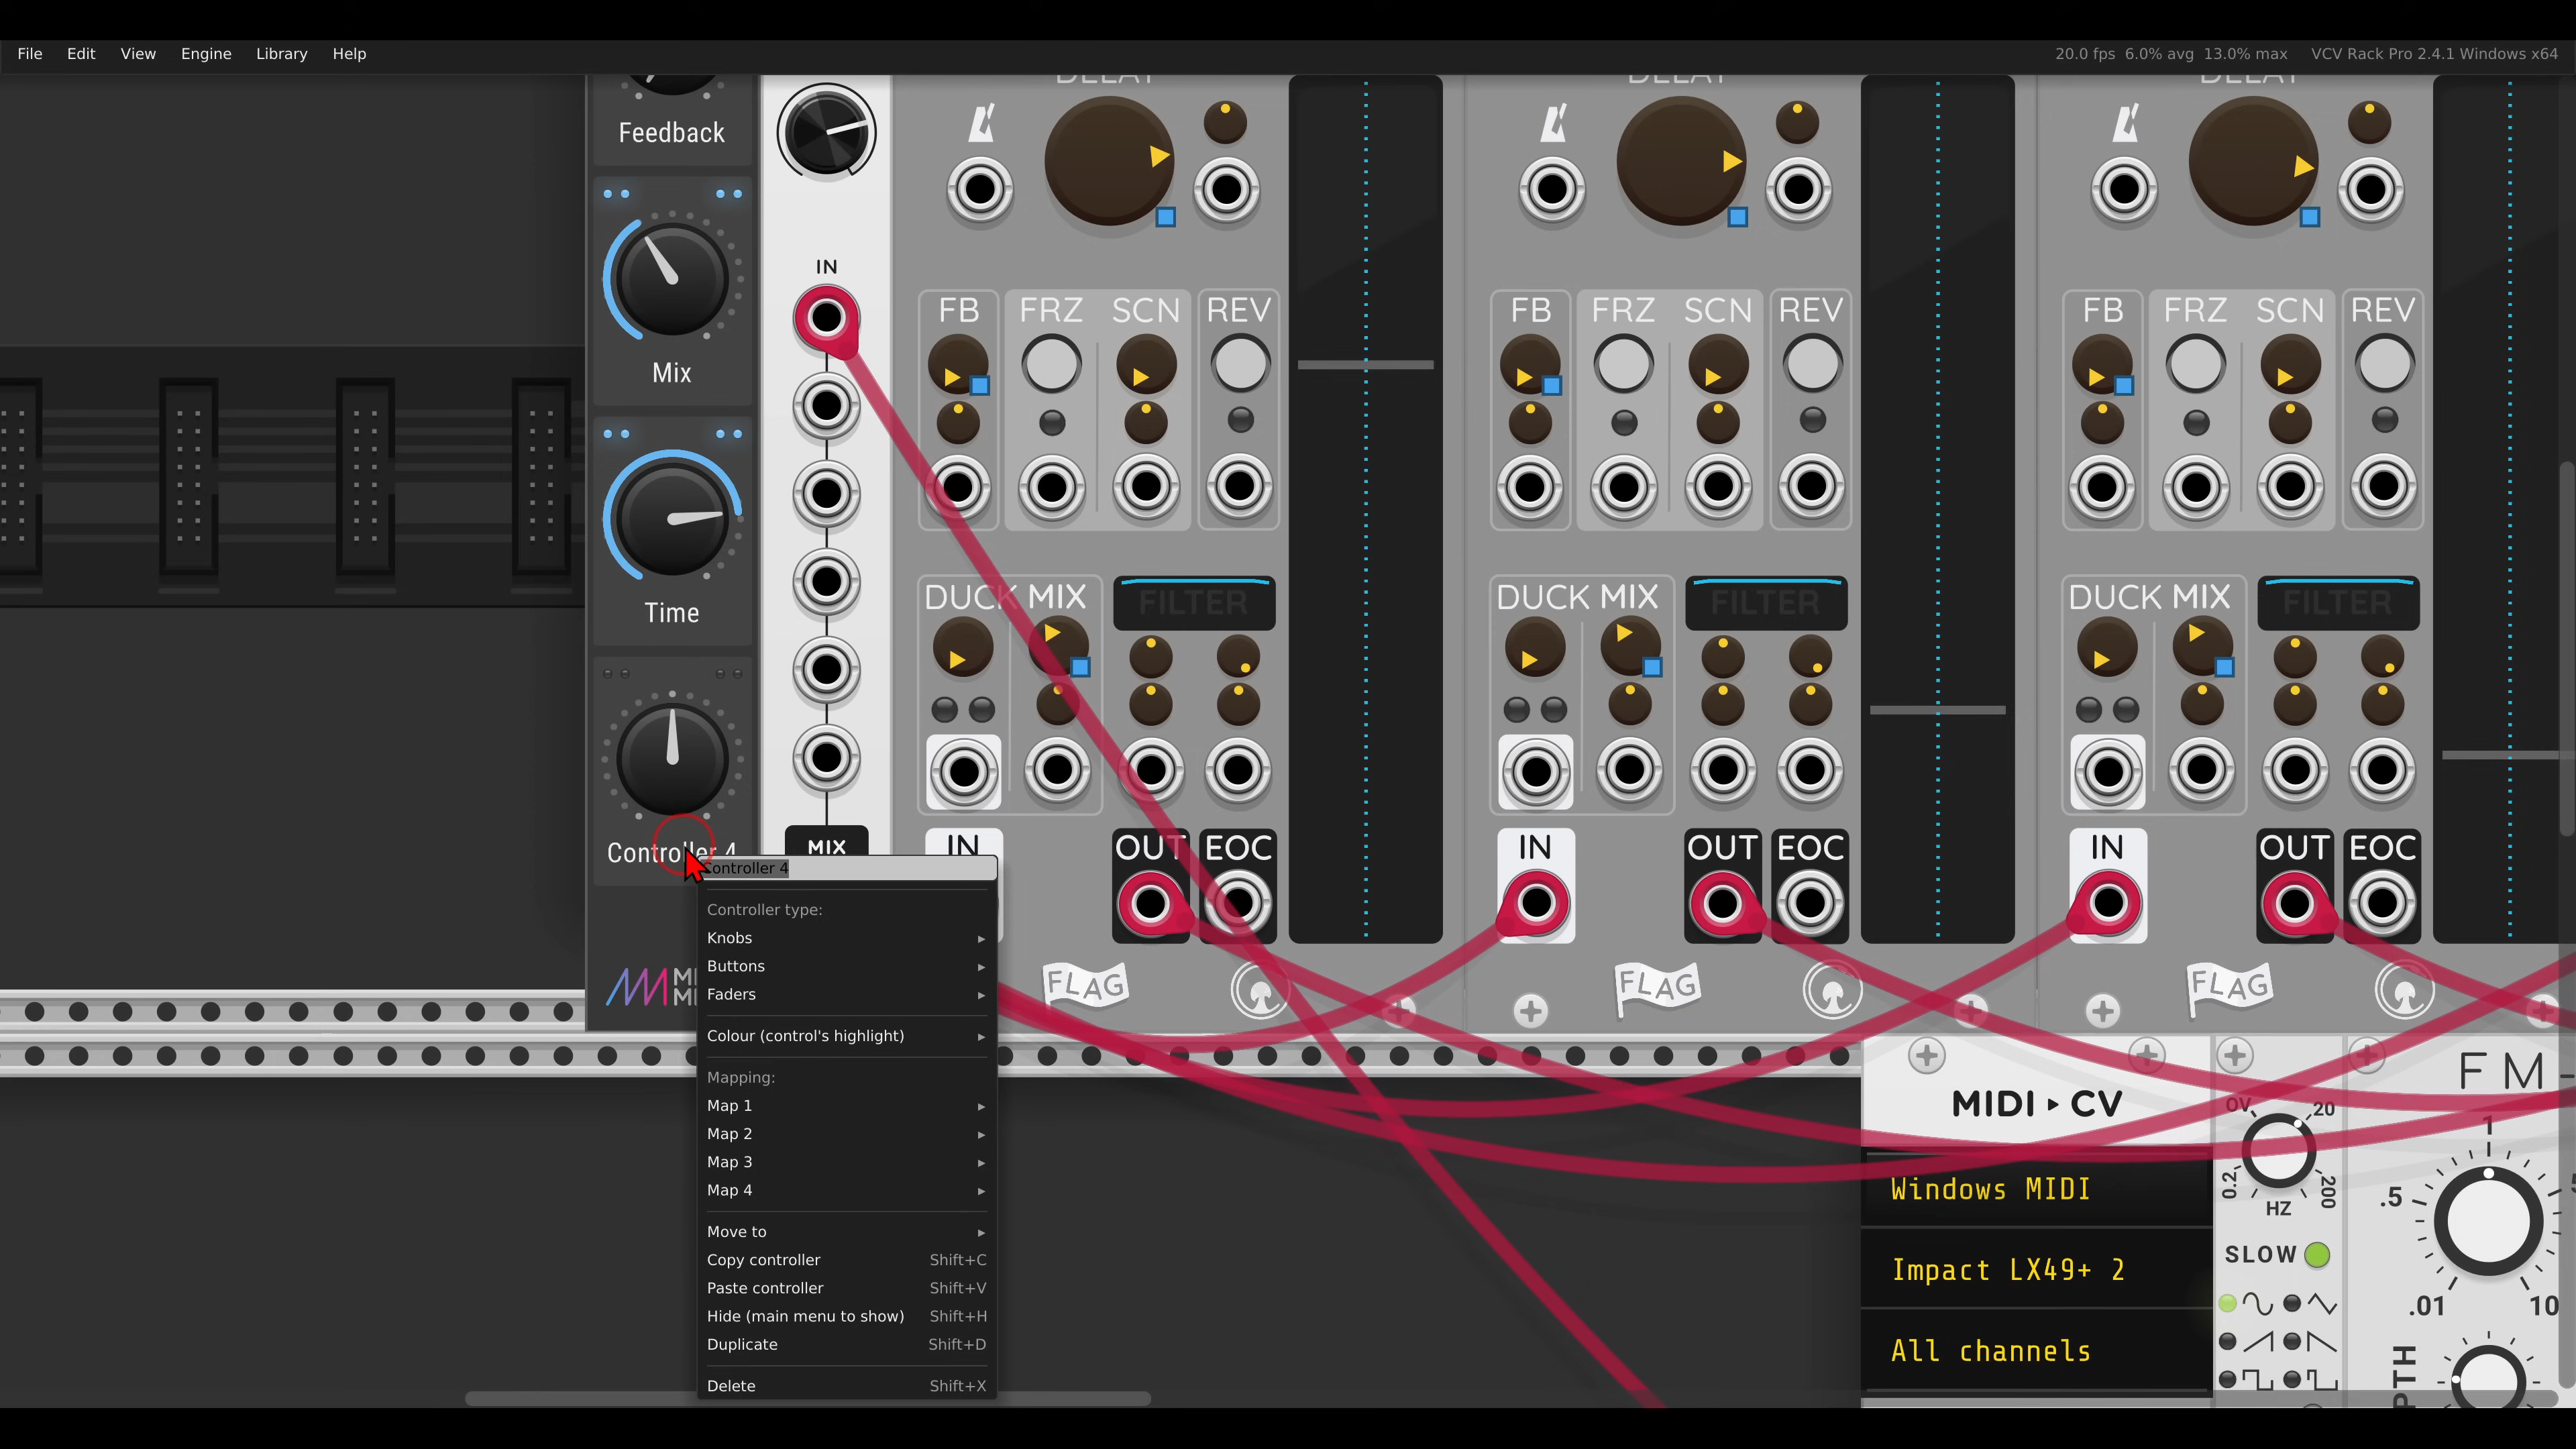 File Edit View Engine Library Help
20.0 fps 6.0% avg 13.0% max VCV Rack Pro 2.4.1 Windows x64
DELAY DELAY DELAY
Feedback
IN
Mix
FB FRZ SCN REV
FB FRZ SCN REV
FB FRZ SCN REV
Time
DUCK MIX FILTER
DUCK MIX FILTER
DUCK MIX FILTER
Controller 4
MIX
IN OUT EOC
IN OUT EOC
IN OUT EOC
FLAG FLAG FLAG
Controller 4
Controller type:
Knobs
Buttons
Faders
Colour (control's highlight)
Mapping:
Map 1
Map 2
Map 3
Map 4
Move to
Copy controller Shift+C
Paste controller Shift+V
Hide (main menu to show) Shift+H
Duplicate Shift+D
Delete Shift+X
MIDI ▸ CV
Windows MIDI
Impact LX49+ 2
All channels
0V 20
0.2 200
HZ
SLOW
FM-
1
.5
.01 10